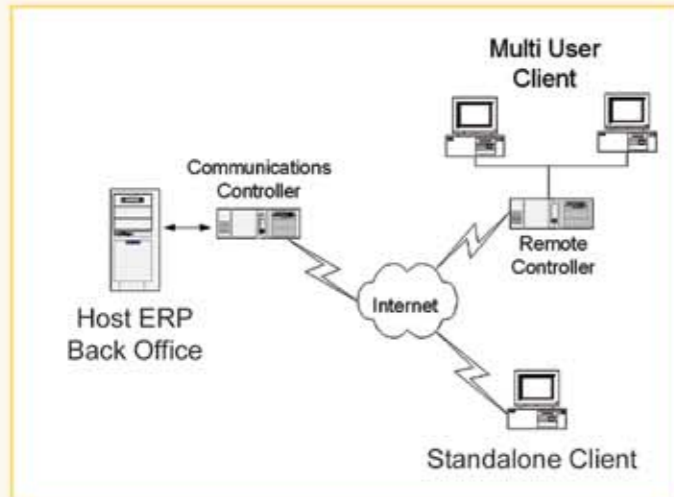 Multi User
Client
Communications
Controller
Remote
Controller
Internet
Host ERP
Back Office
Standalone Client